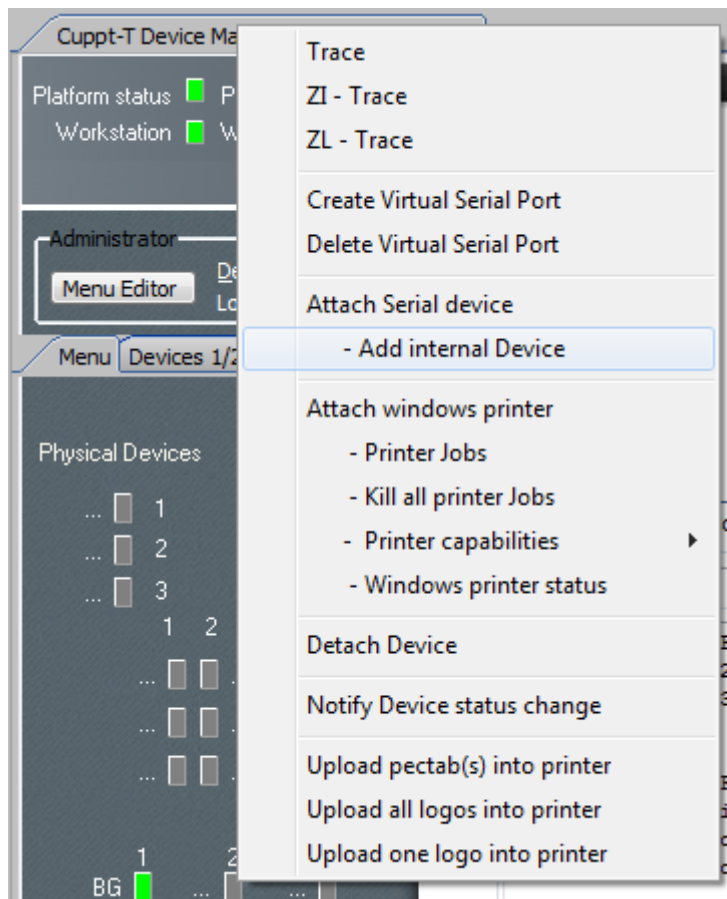 Cuppt-T Device Ma
Platform status P
Workstation W
Administrator
Menu Editor De
Lo
Menu Devices 1/2
Physical Devices
... 1
... 2
... 3
1 2
... .
... .
... .
1 2
BG ... ...
Trace
ZI - Trace
ZL - Trace
Create Virtual Serial Port
Delete Virtual Serial Port
Attach Serial device
- Add internal Device
Attach windows printer
- Printer Jobs
- Kill all printer Jobs
- Printer capabilities
- Windows printer status
Detach Device
Notify Device status change
Upload pectab(s) into printer
Upload all logos into printer
Upload one logo into printer